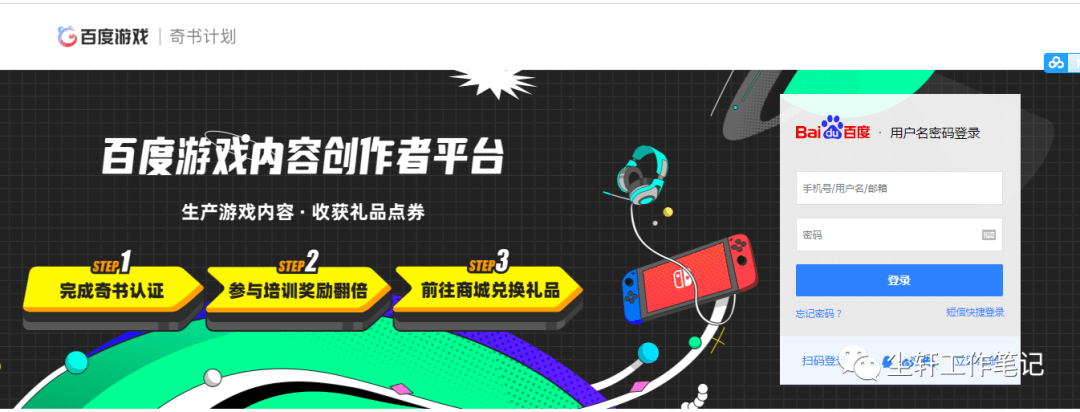 百度游戏 | 奇书计划
百度游戏内容创作者平台
生产游戏内容 · 收获礼品点券
STEP1
完成奇书认证
STEP2
参与培训奖励翻倍
STEP3
前往商城兑换礼品
Bai du 百度 · 用户名密码登录
手机号/用户名/邮箱
密码
登录
忘记密码？
短信快捷登录
扫码登
轩工作笔记